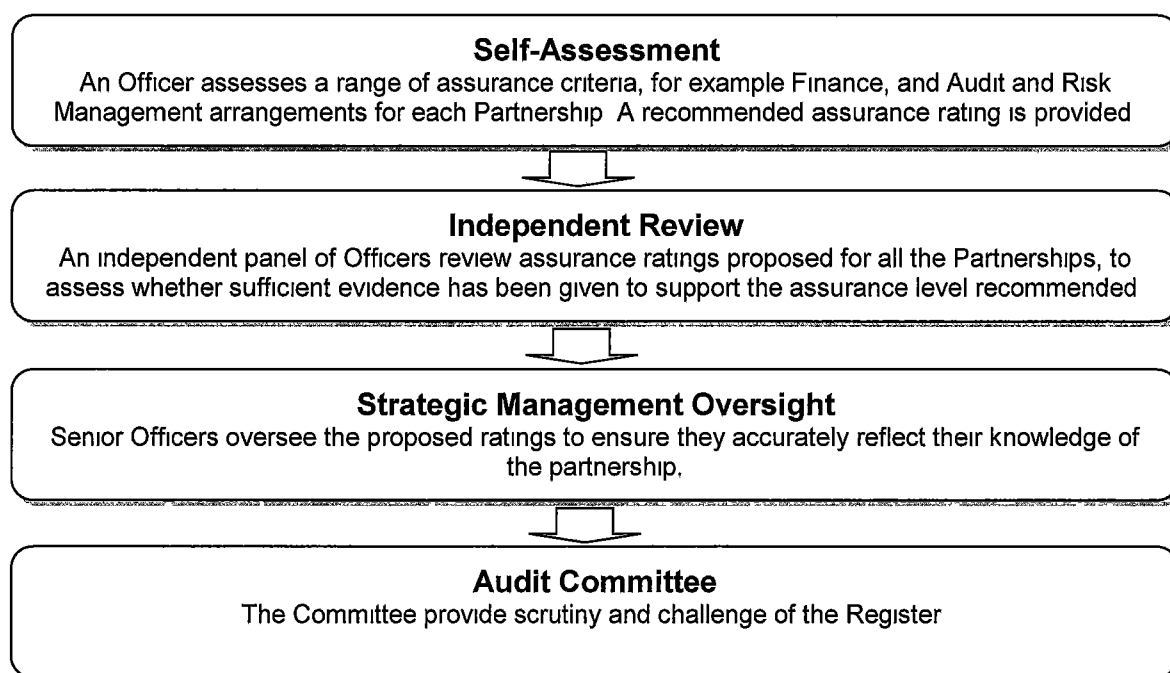 Self-Assessment
An Officer assesses a range of assurance criteria, for example Finance, and Audit and Risk
Management arrangements for each Partnership A recommended assurance rating is provided
Independent Review
An independent panel of Officers review assurance ratings proposed for all the Partnerships, to
assess whether sufficient evidence has been given to support the assurance level recommended
Strategic Management Oversight
Senior Officers oversee the proposed ratings to ensure they accurately reflect their knowledge of
the partnership.
Audit Committee
The Committee provide scrutiny and challenge of the Register